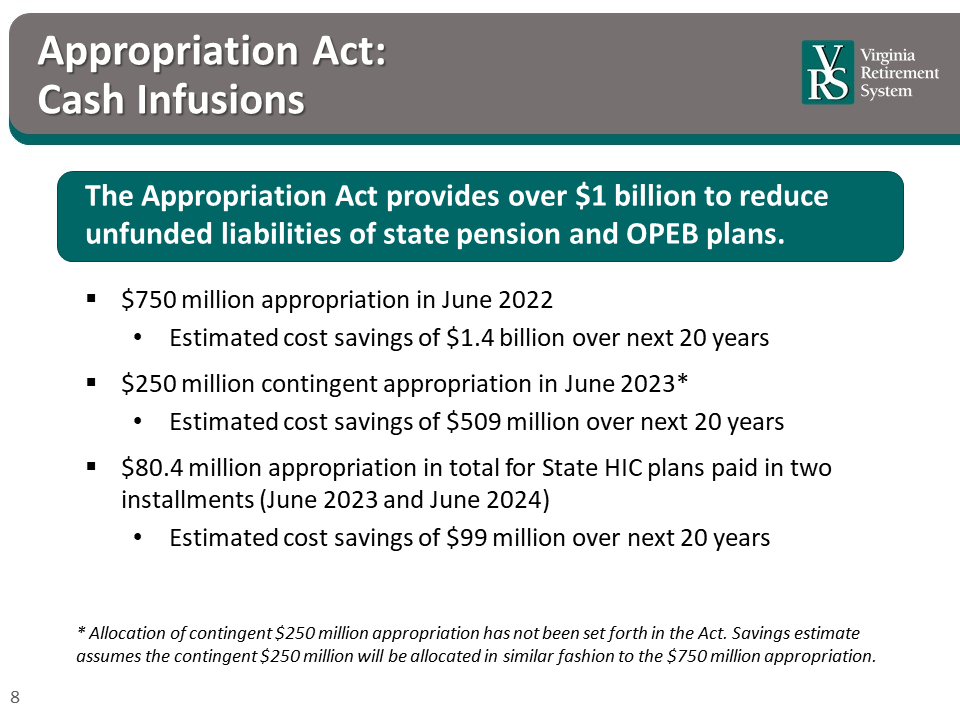 Appropriation Act:
Cash Infusions
VRS
Virginia
Retirement
System
The Appropriation Act provides over $1 billion to reduce
unfunded liabilities of state pension and OPEB plans.
▪ $750 million appropriation in June 2022
• Estimated cost savings of $1.4 billion over next 20 years
▪ $250 million contingent appropriation in June 2023*
• Estimated cost savings of $509 million over next 20 years
▪ $80.4 million appropriation in total for State HIC plans paid in two
installments (June 2023 and June 2024)
• Estimated cost savings of $99 million over next 20 years
* Allocation of contingent $250 million appropriation has not been set forth in the Act. Savings estimate
assumes the contingent $250 million will be allocated in similar fashion to the $750 million appropriation.
8